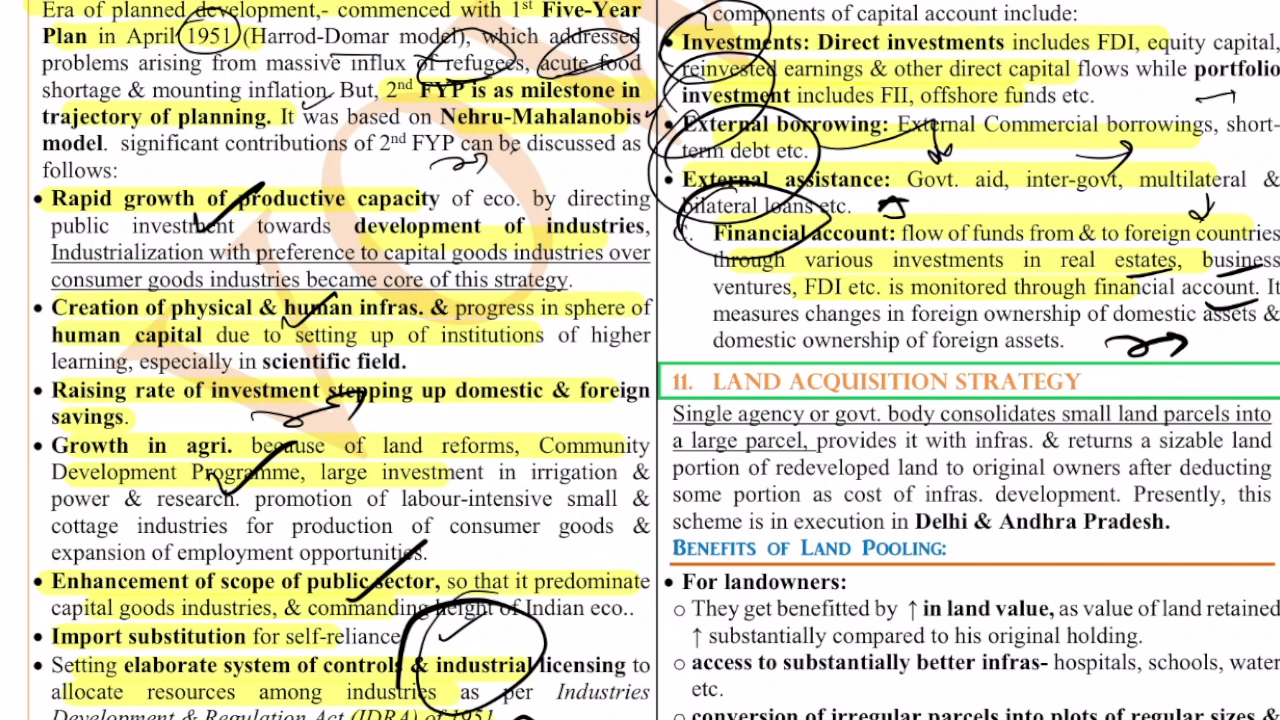 Era of planned development,- commenced with 1st Five-Year
Plan in April 1951 (Harrod-Domar model), which addressed
problems arising from massive influx of refugees, acute food
shortage & mounting inflation. But, 2nd FYP is as milestone in
trajectory of planning. It was based on Nehru-Mahalanobis
model. significant contributions of 2nd FYP can be discussed as
follows:
• Rapid growth of productive capacity of eco. by directing
public investment towards development of industries,
Industrialization with preference to capital goods industries over
consumer goods industries became core of this strategy.
• Creation of physical & human infras. & progress in sphere of
human capital due to setting up of institutions of higher
learning, especially in scientific field.
• Raising rate of investment stepping up domestic & foreign
savings.
• Growth in agri. because of land reforms, Community
Development Programme, large investment in irrigation &
power & research. promotion of labour-intensive small &
cottage industries for production of consumer goods &
expansion of employment opportunities.
• Enhancement of scope of public sector, so that it predominate
capital goods industries, & commanding height of Indian eco..
• Import substitution for self-reliance
• Setting elaborate system of controls & industrial licensing to
allocate resources among industries as per Industries
Development & Regulation Act (IDRA) of 1951
components of capital account include:
• Investments: Direct investments includes FDI, equity capital,
reinvested earnings & other direct capital flows while portfolio
investment includes FII, offshore funds etc.
• External borrowing: External Commercial borrowings, short-
term debt etc.
• External assistance: Govt. aid, inter-govt, multilateral &
bilateral loans etc.
C. Financial account: flow of funds from & to foreign countries
through various investments in real estates, business
ventures, FDI etc. is monitored through financial account. It
measures changes in foreign ownership of domestic assets &
domestic ownership of foreign assets.
11. LAND ACQUISITION STRATEGY
Single agency or govt. body consolidates small land parcels into
a large parcel, provides it with infras. & returns a sizable land
portion of redeveloped land to original owners after deducting
some portion as cost of infras. development. Presently, this
scheme is in execution in Delhi & Andhra Pradesh.
BENEFITS OF LAND POOLING:
• For landowners:
o They get benefitted by ↑ in land value, as value of land retained
↑ substantially compared to his original holding.
o access to substantially better infras- hospitals, schools, water
etc.
o conversion of irregular parcels into plots of regular sizes &